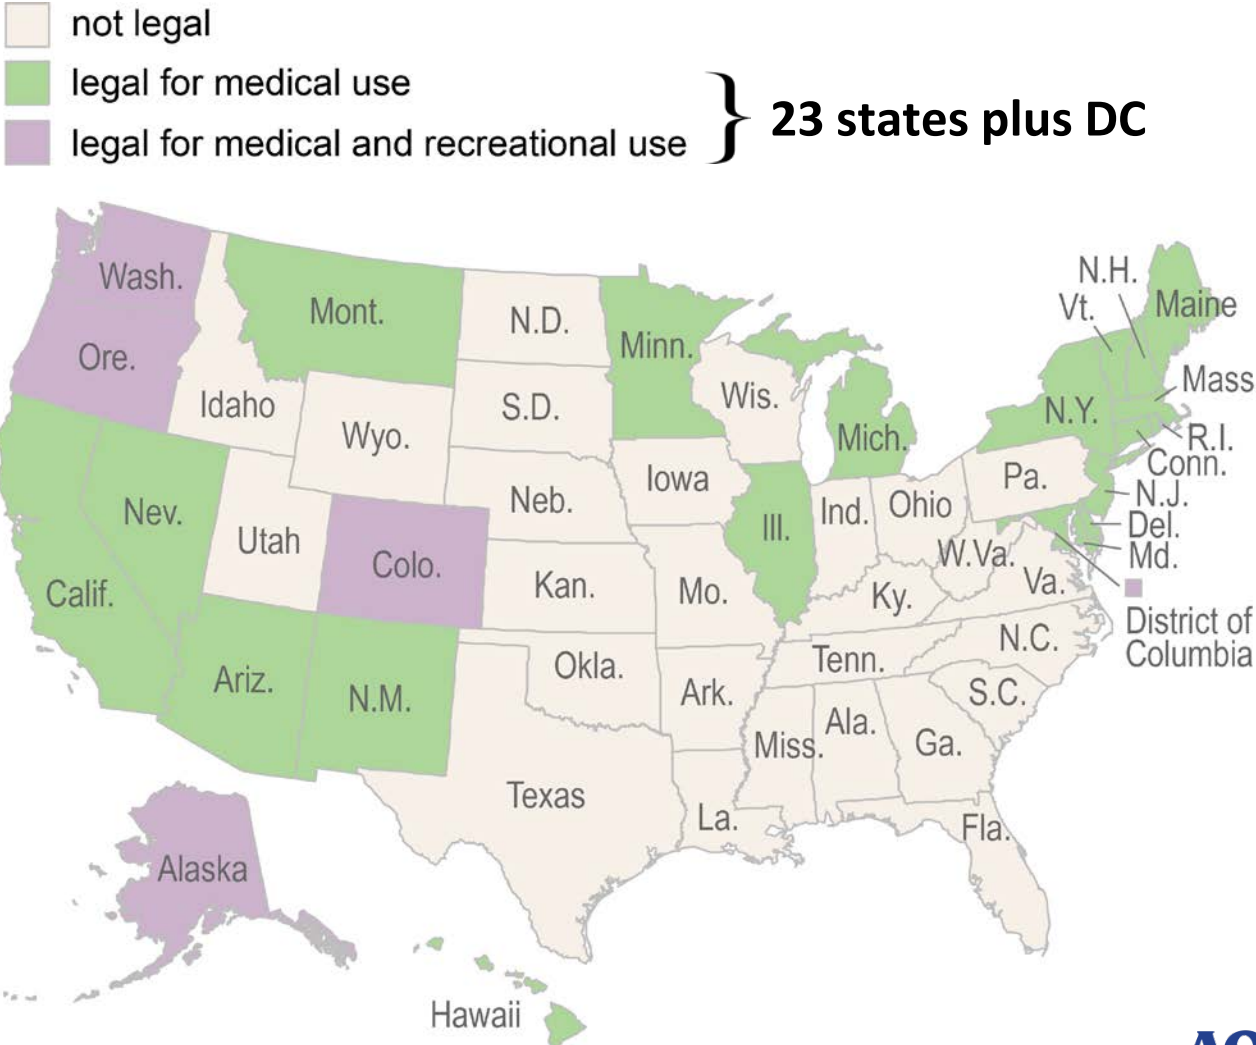 not legal
legal for medical use
legal for medical and recreational use
23 states plus DC
Wash.
Mont.
N.D.
Minn.
N.H.
Vt.
Maine
Ore.
Idaho
Wyo.
S.D.
Wis.
Mich.
N.Y.
Mass
R.I.
Conn.
N.J.
Del.
Md.
District of
Columbia
Nev.
Utah
Colo.
Neb.
Iowa
Ill.
Ind.
Ohio
Pa.
W.Va.
Va.
Calif.
Kan.
Mo.
Ky.
N.C.
Ariz.
N.M.
Okla.
Ark.
Tenn.
S.C.
Miss.
Ala.
Ga.
Texas
La.
Fla.
Alaska
Hawaii